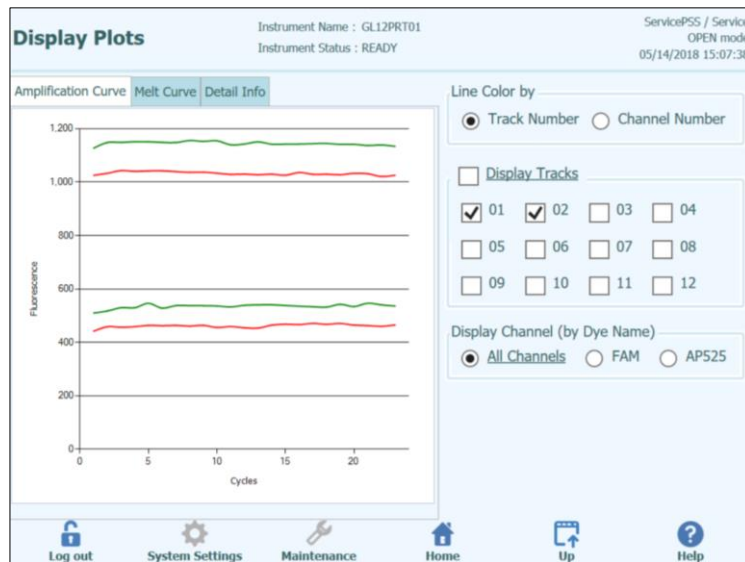 Display Plots
Instrument Name : GL12PRT01
Instrument Status : READY
ServicePSS / Service
OPEN mode
05/14/2018 15:07:38
Amplification Curve Melt Curve Detail Info
Line Color by
Track Number Channel Number
Display Tracks
01 02 03 04
05 06 07 08
09 10 11 12
Display Channel (by Dye Name)
All Channels FAM AP525
Fluorescence
1,200
1,000
800
600
400
200
0
0 5 10 15 20
Cycles
Log out System Settings Maintenance Home Up Help